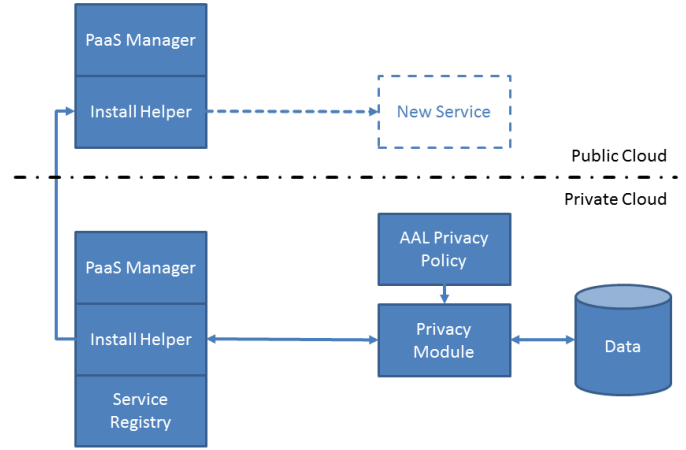 PaaS Manager
Install Helper
New Service
Public Cloud
Private Cloud
PaaS Manager
Install Helper
Service
Registry
AAL Privacy
Policy
Privacy
Module
Data